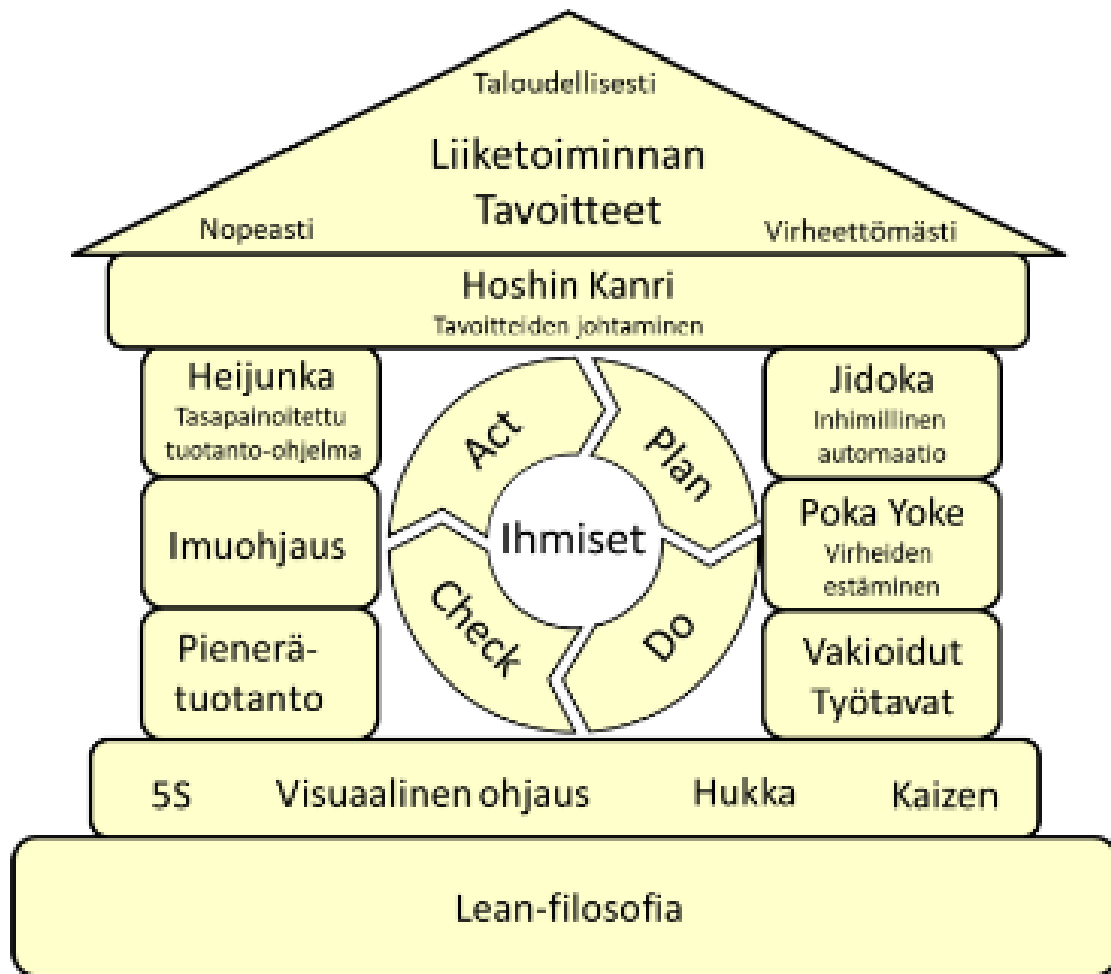 Taloudellisesti
Liiketoiminnan
Tavoitteet
Nopeasti
Virheettömästi
Hoshin Kanri
Tavoitteiden johtaminen
Heijunka
Tasapainoitettu
tuotanto-ohjelma
Imuohjaus
Pienerä-
tuotanto
Act
Plan
Ihmiset
Check
Do
Jidoka
Inhimillinen
automaatio
Poka Yoke
Virheiden
estäminen
Vakioidut
Työtavat
5S Visuaalinen ohjaus Hukka Kaizen
Lean-filosofia